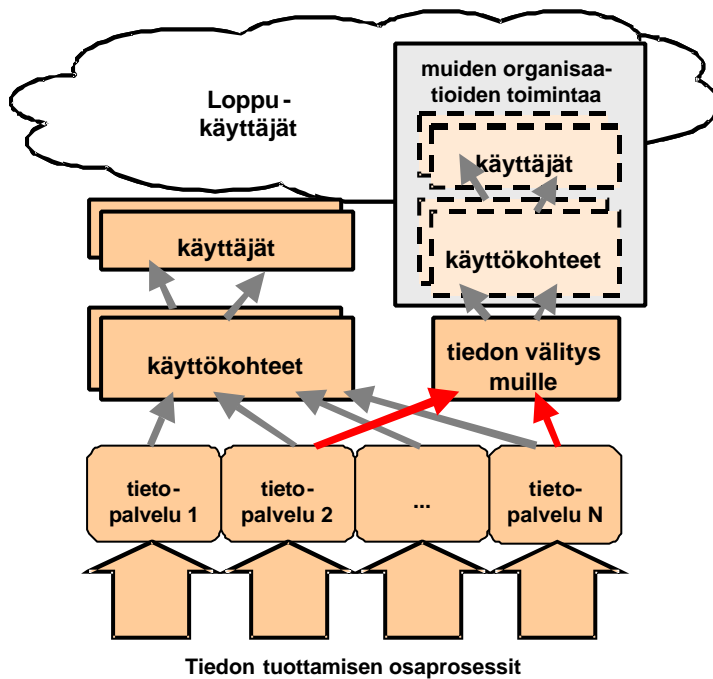 Loppu-
käyttäjät
muiden organisaa-
tioiden toimintaa
käyttäjät
käyttökohteet
käyttäjät
käyttökohteet
tiedon välitys
muille
tieto-
palvelu 1
tieto-
palvelu 2
...
tieto-
palvelu N
Tiedon tuottamisen osaprosessit